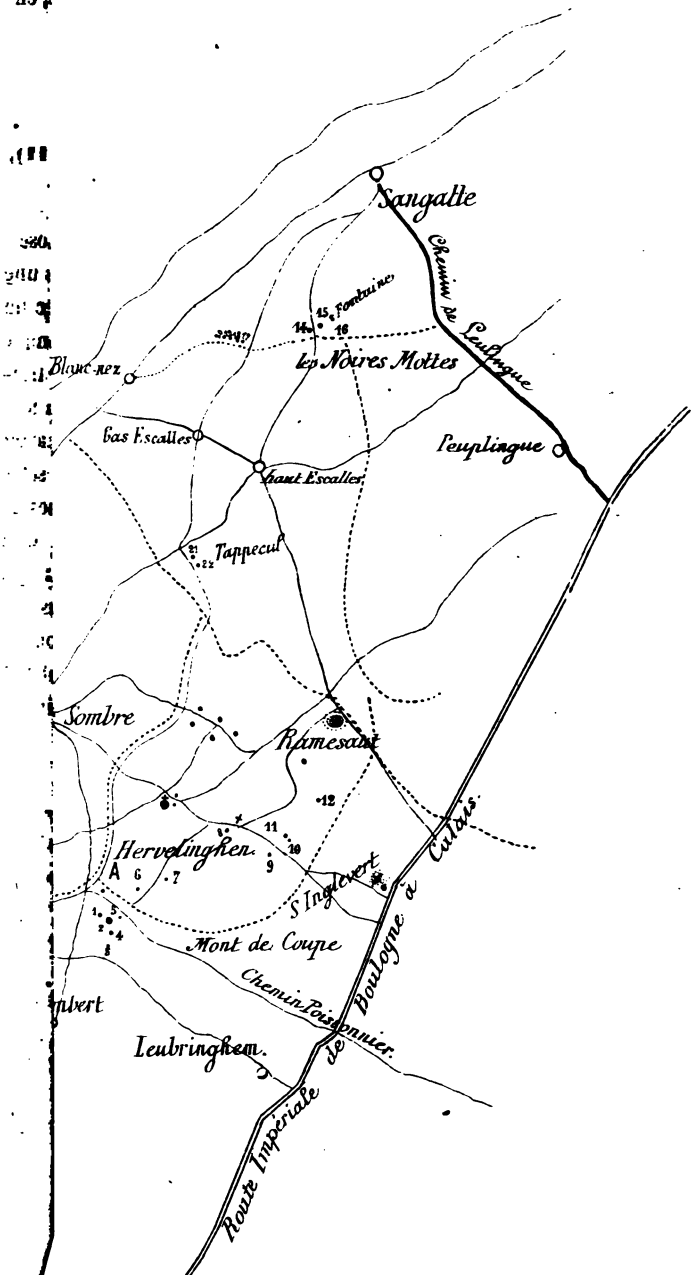 Sangatte
Chemin de Leulingue
15 Fontaine
14 16
les Noires Mottes
Blanc-nez
bas Escalles
Peuplingue
haut Escalles
21
22
Tappecul
Sombre
Ramesaut
12
11
Hervelinghen.
10
9
A
6
7
S Inglevert
1
5
2
4
3
Mont de Coupe
Chemin Poissonnier.
Leubringhem.
Route Impériale de Boulogne à Calais.